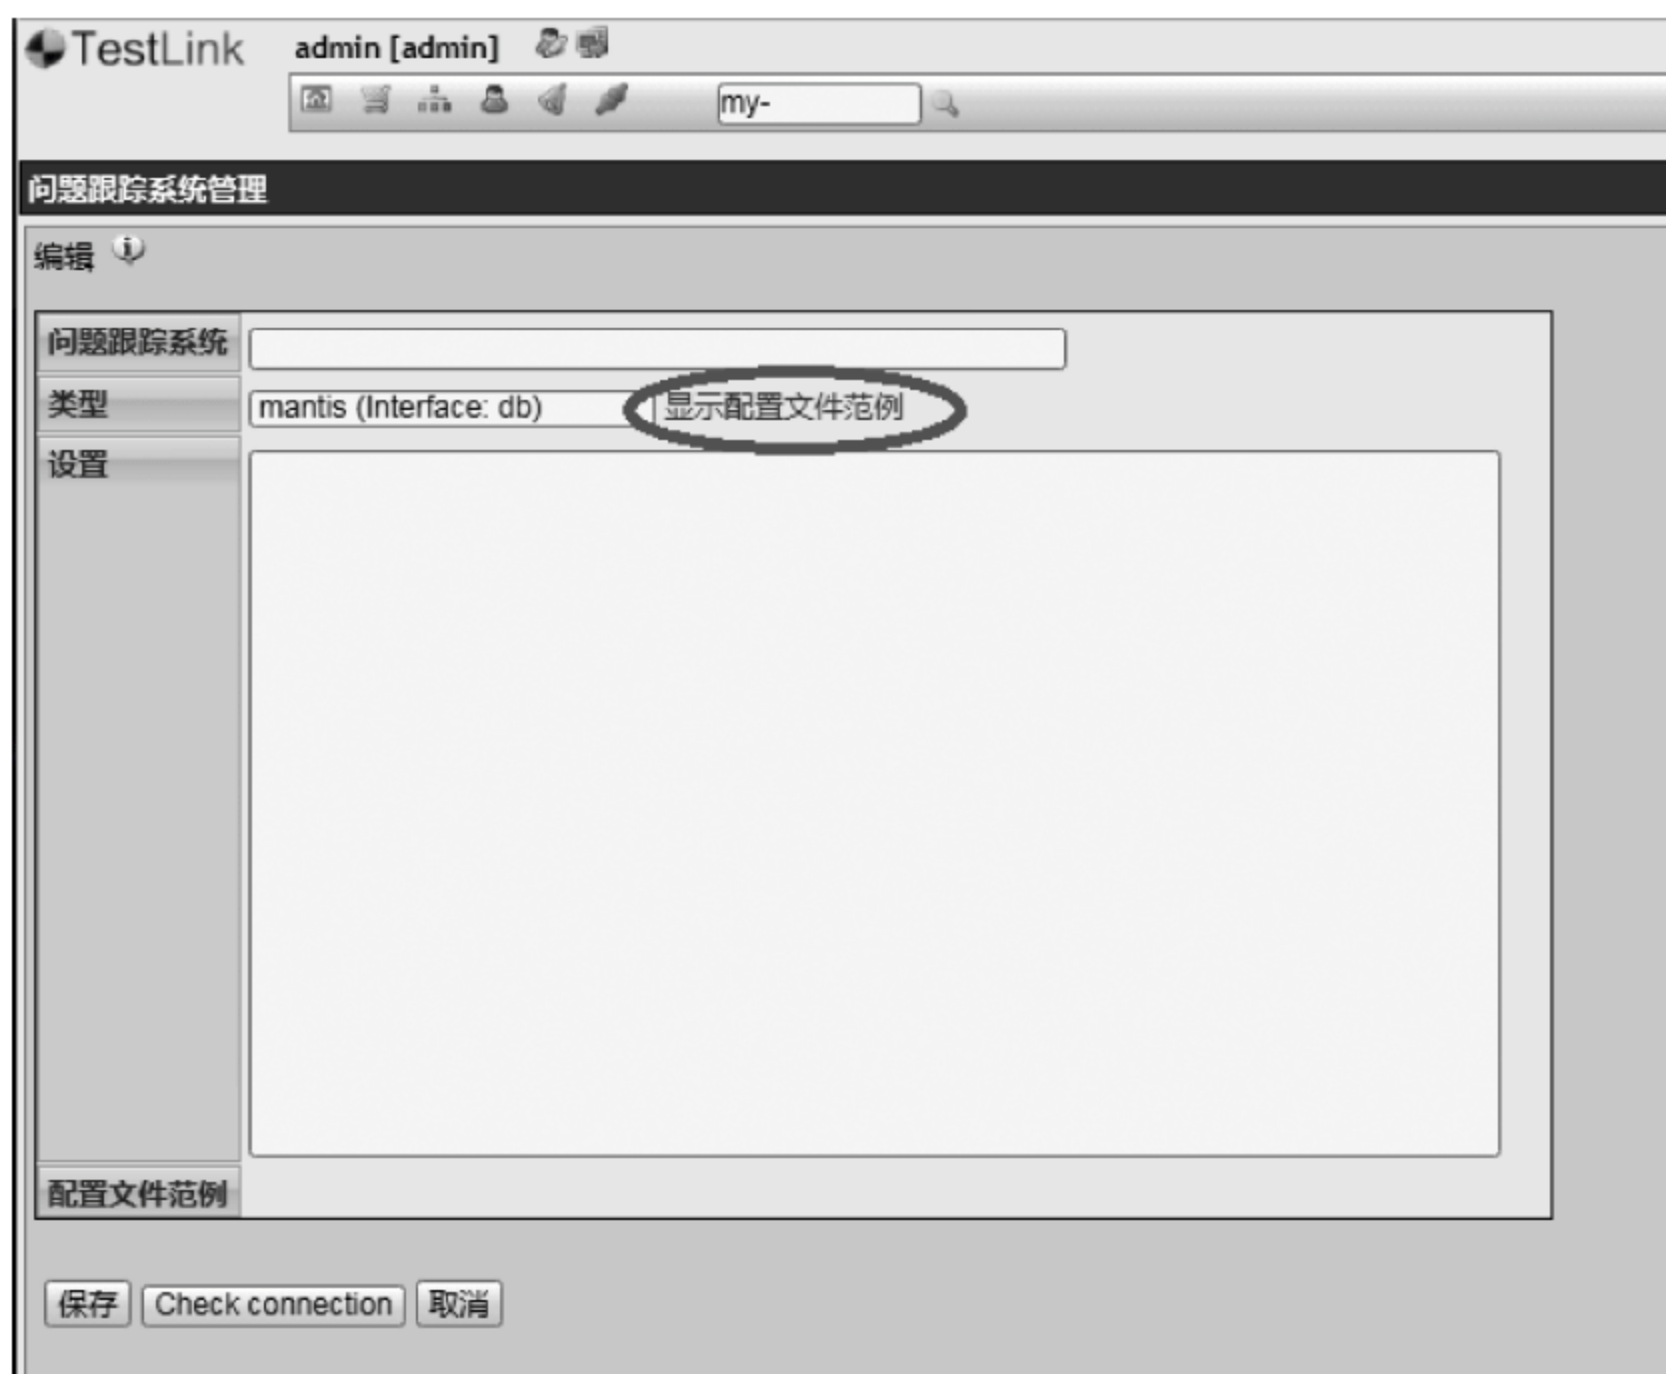 TestLink admin [admin]
my-
问题跟踪系统管理
编辑
问题跟踪系统
类型 mantis (Interface: db) 显示配置文件范例
设置
配置文件范例
保存 Check connection 取消